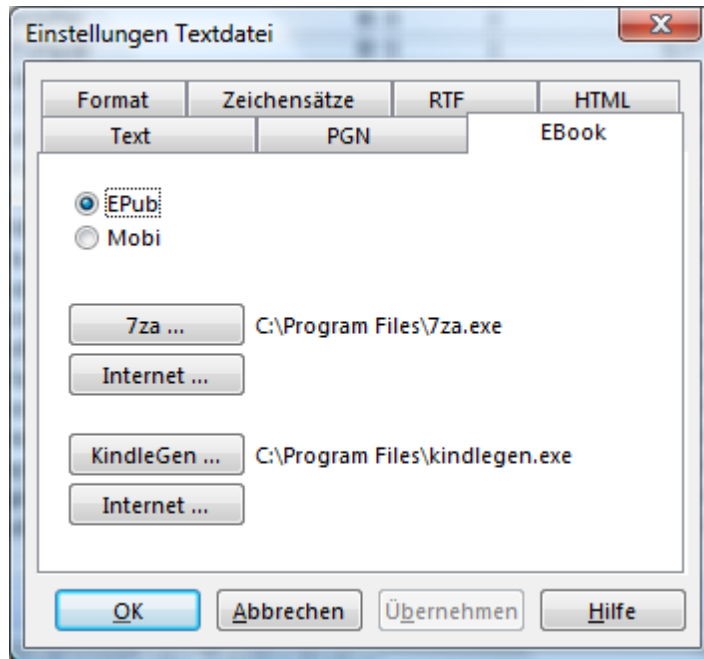 Einstellungen Textdatei
Format Zeichensätze RTF HTML
Text PGN EBook
EPub
Mobi
7za ... C:\Program Files\7za.exe
Internet ...
KindleGen ... C:\Program Files\kindlegen.exe
Internet ...
OK Abbrechen Übernehmen Hilfe